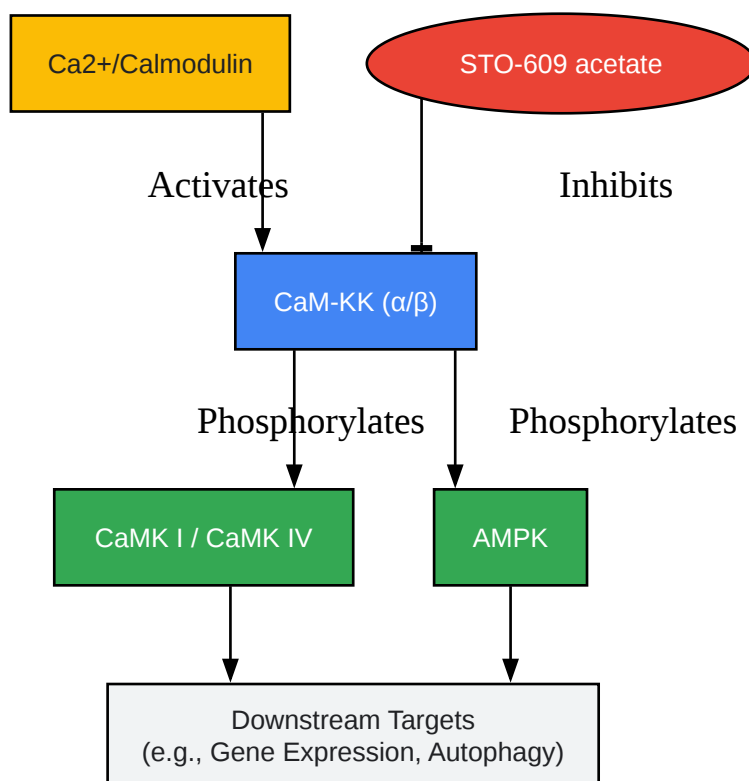 Ca2+/Calmodulin
STO-609 acetate
Activates
Inhibits
CaM-KK (α/β)
Phosphorylates
Phosphorylates
CaMK I / CaMK IV
AMPK
Downstream Targets
(e.g., Gene Expression, Autophagy)